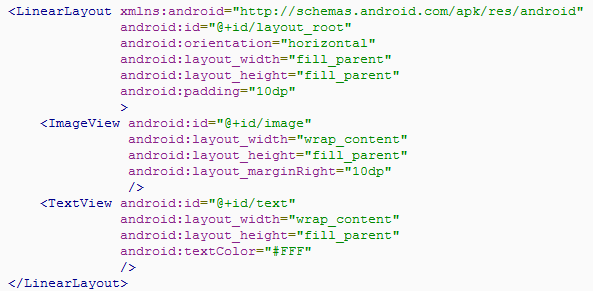 <LinearLayout xmlns:android="http://schemas.android.com/apk/res/android"
              android:id="@+id/layout_root"
              android:orientation="horizontal"
              android:layout_width="fill_parent"
              android:layout_height="fill_parent"
              android:padding="10dp"
              >
    <ImageView android:id="@+id/image"
               android:layout_width="wrap_content"
               android:layout_height="fill_parent"
               android:layout_marginRight="10dp"
               />
    <TextView android:id="@+id/text"
              android:layout_width="wrap_content"
              android:layout_height="fill_parent"
              android:textColor="#FFF"
              />
</LinearLayout>